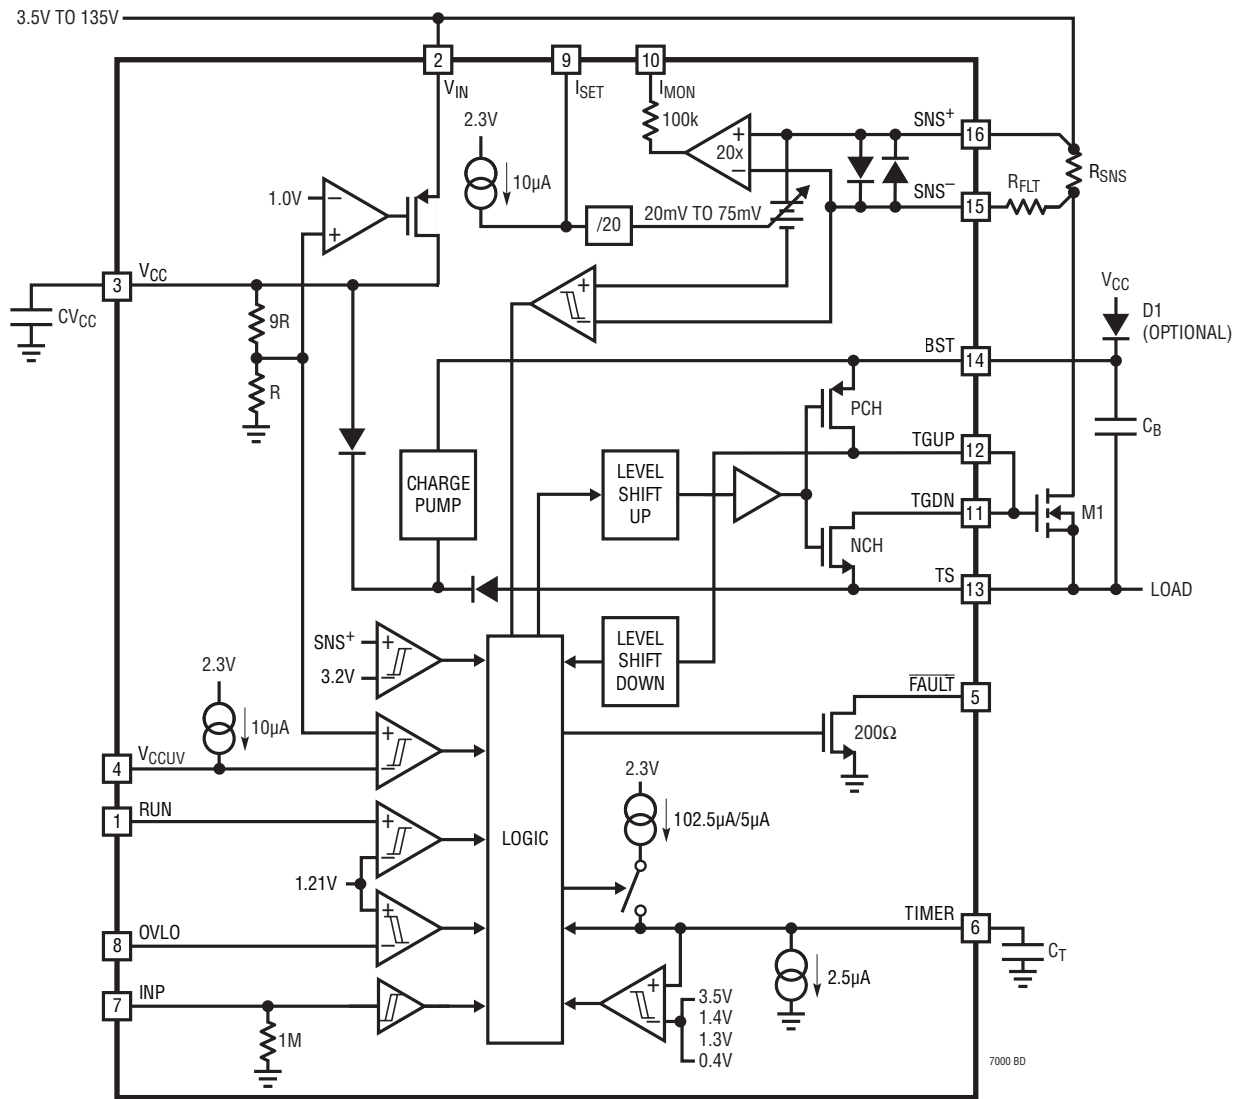 3.5V TO 135V
2
9
10
VIN
ISET
IMON
2.3V
100k
SNS+
16
20x
+
−
10µA
1.0V
−
+
SNS−
15
RFLT
RSNS
20mV TO 75mV
/20
VCC
3
CVCC
9R
R
+
−
VCC
D1
(OPTIONAL)
BST
14
PCH
CB
TGUP
12
CHARGE
PUMP
LEVEL
SHIFT
UP
TGDN
11
M1
NCH
TS
13
LOAD
SNS+
+
3.2V
−
LEVEL
SHIFT
DOWN
FAULT
5
2.3V
10µA
200Ω
VCCUV
4
+
−
2.3V
RUN
1
+
−
102.5µA/5µA
LOGIC
1.21V
+
−
OVLO
8
TIMER
6
CT
INP
7
2.5µA
1M
+
−
3.5V
1.4V
1.3V
0.4V
7000 BD